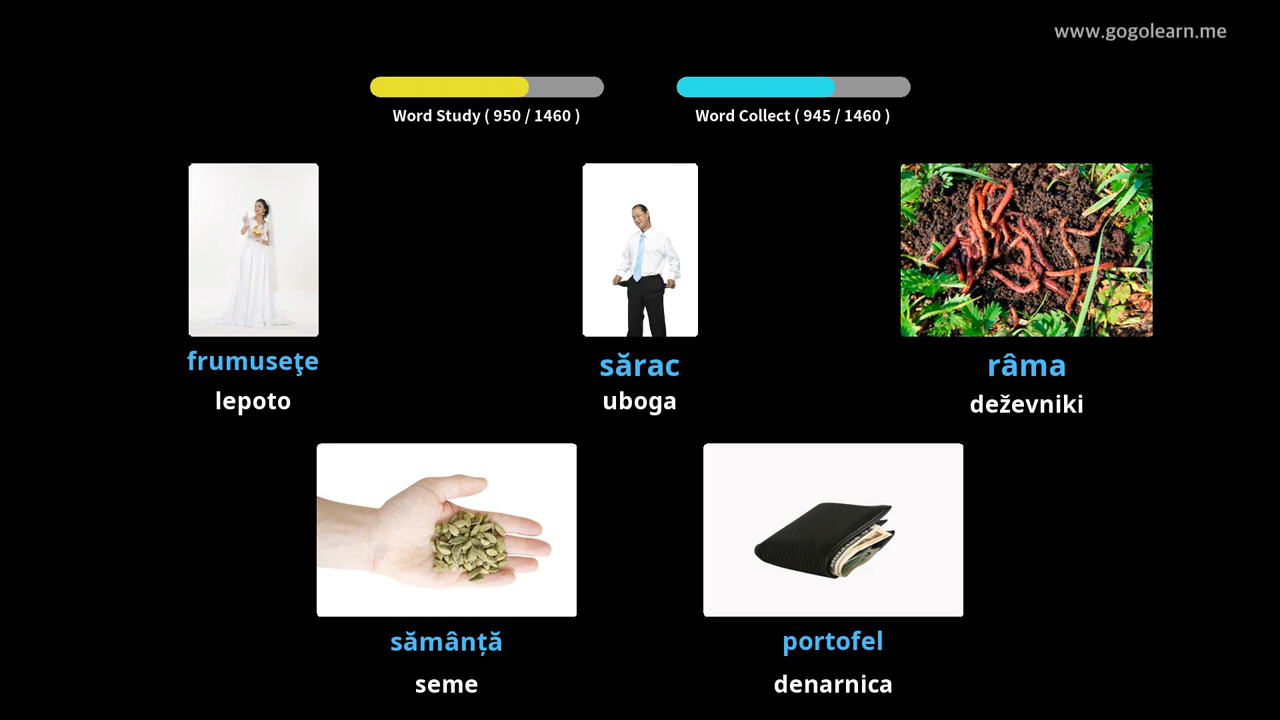 www.gogolearn.me
Word Study ( 950 / 1460 )
Word Collect ( 945 / 1460 )
frumuseţe
sărac
râma
lepoto
uboga
deževniki
sămânță
portofel
seme
denarnica